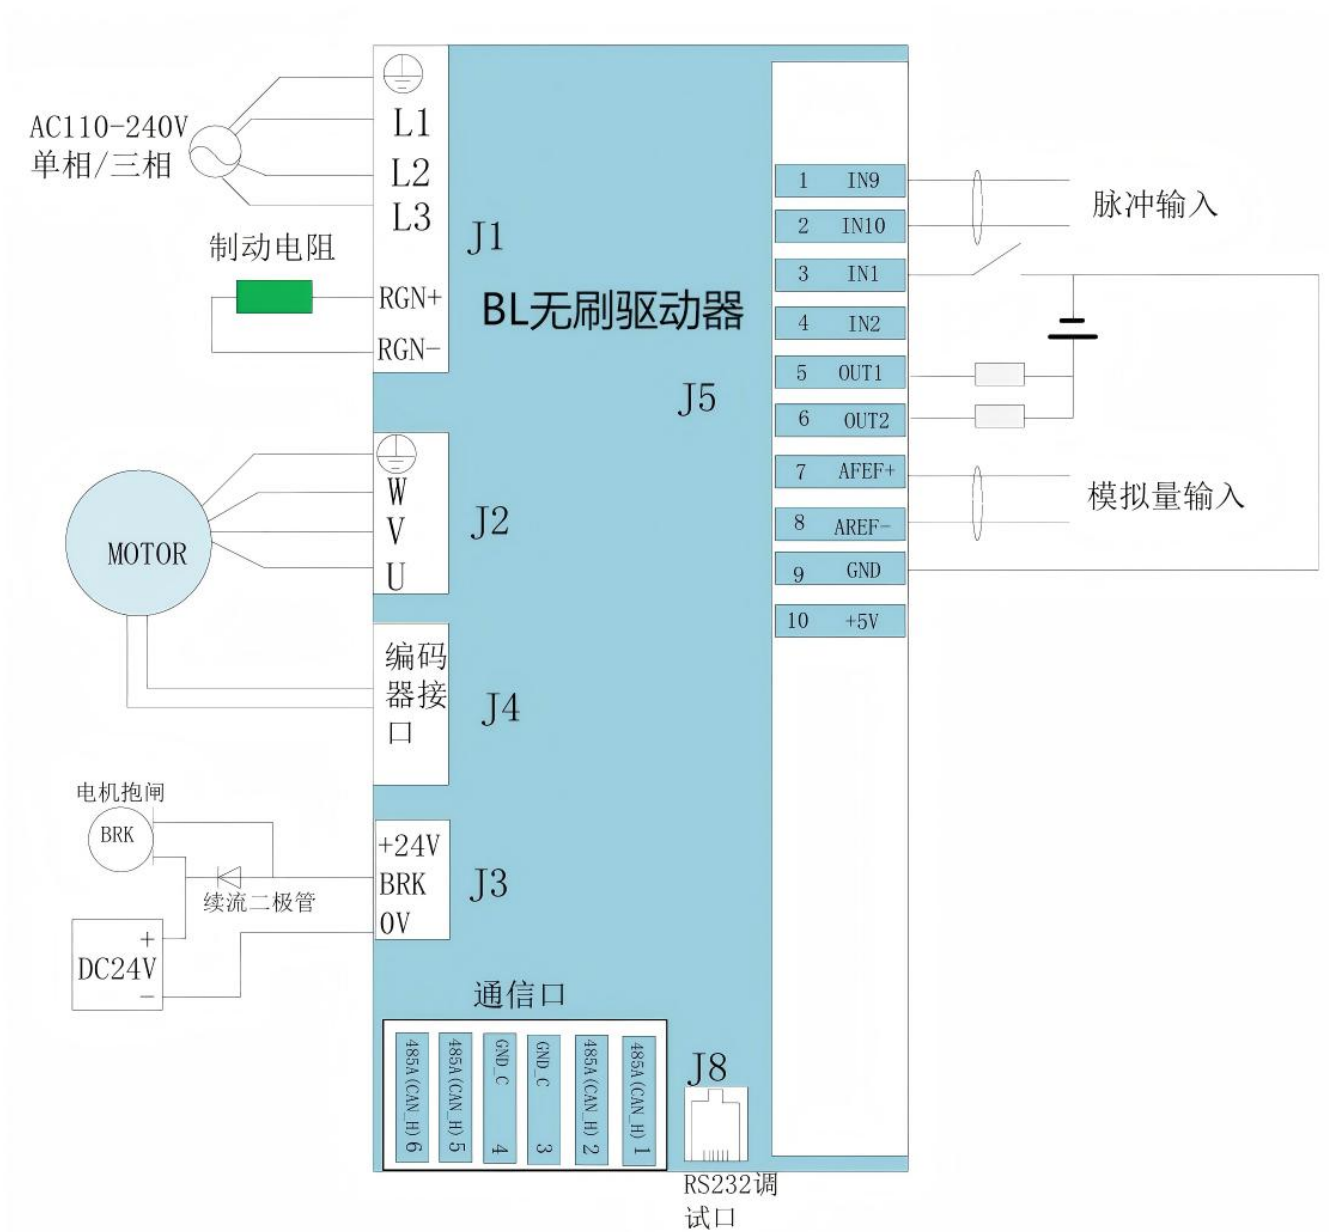 AC110-240V
单相/三相
L1
L2
L3
制动电阻
RGN+
RGN-
J1
BL无刷驱动器
J5
1 IN9
2 IN10
3 IN1
4 IN2
5 OUT1
6 OUT2
7 AFEF+
8 AREF-
9 GND
10 +5V
脉冲输入
模拟量输入
MOTOR
W
V
U
J2
编码
器接
口
J4
电机抱闸
BRK
续流二极管
+
DC24V
-
+24V
BRK
0V
J3
通信口
485A(CAN_H) 6
485A(CAN_H) 5
GND_C 4
GND_C 3
485A(CAN_H) 2
485A(CAN_H) 1
J8
RS232调
试口